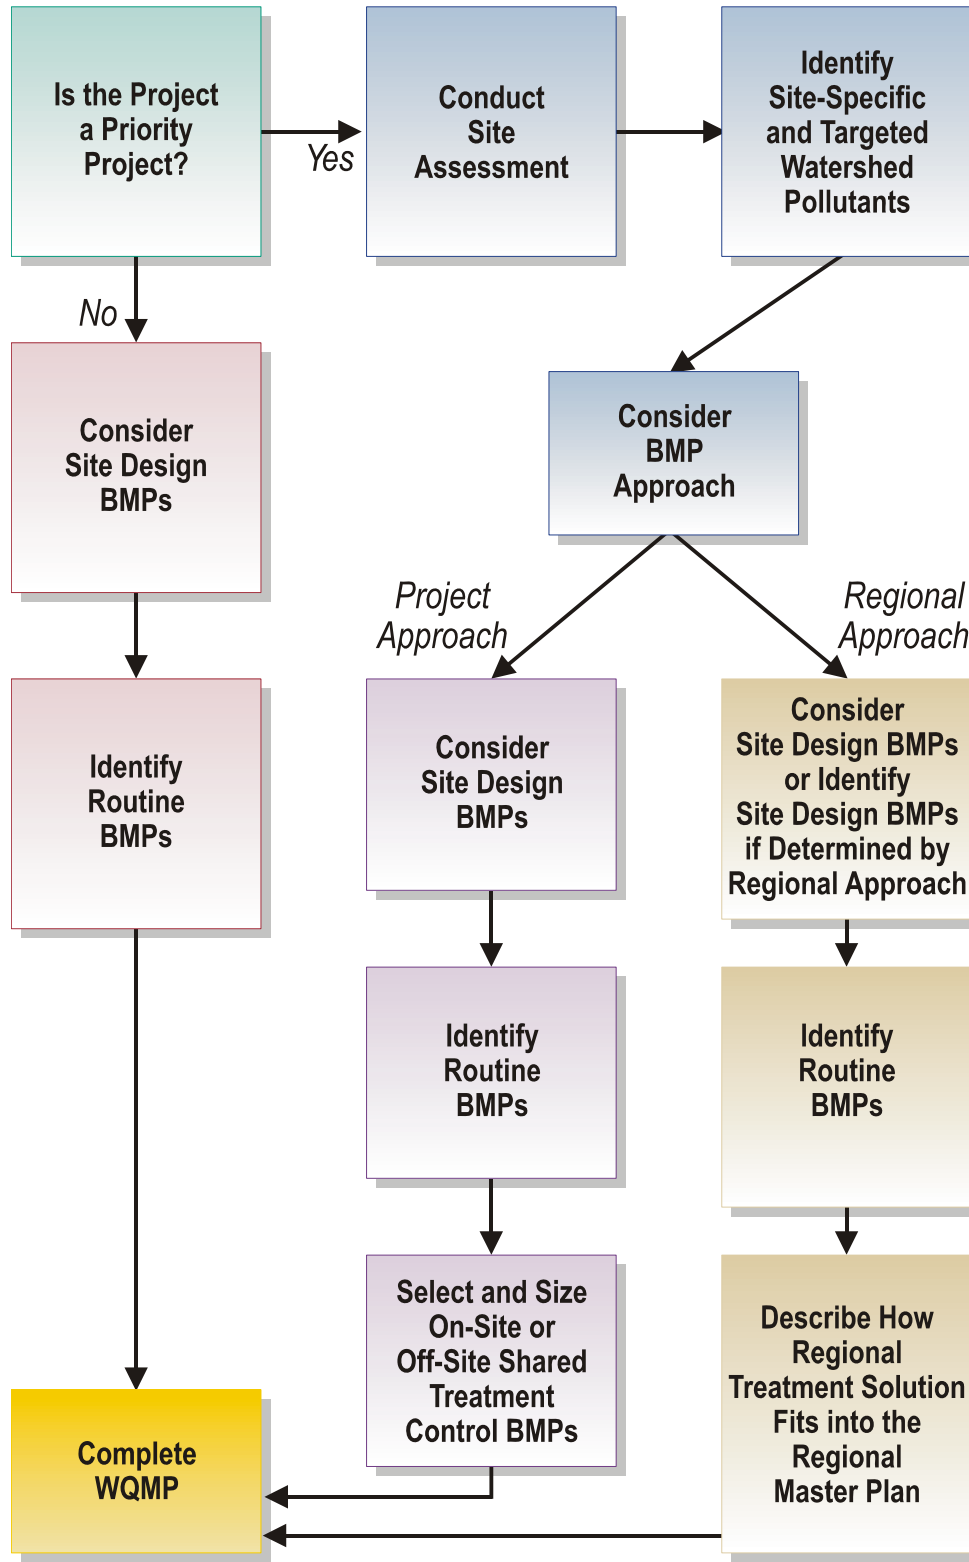 Is the Project
a Priority
Project?
Yes
Conduct
Site
Assessment
Identify
Site-Specific
and Targeted
Watershed
Pollutants
No
Consider
Site Design
BMPs
Consider
BMP
Approach
Project
Approach
Regional
Approach
Identify
Routine
BMPs
Consider
Site Design
BMPs
Consider
Site Design BMPs
or Identify
Site Design BMPs
if Determined by
Regional Approach
Identify
Routine
BMPs
Identify
Routine
BMPs
Select and Size
On-Site or
Off-Site Shared
Treatment
Control BMPs
Describe How
Regional
Treatment Solution
Fits into the
Regional
Master Plan
Complete
WQMP